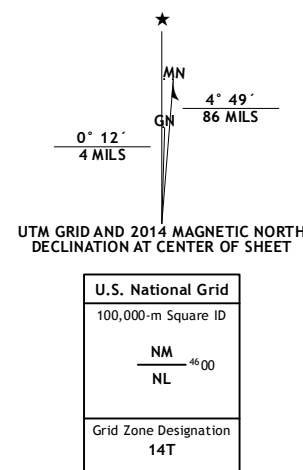 ★
MN
GN
4° 49´
86 MILS
0° 12´
4 MILS
UTM GRID AND 2014 MAGNETIC NORTH
DECLINATION AT CENTER OF SHEET
U.S. National Grid
100,000-m Square ID
NM
4600
NL
Grid Zone Designation
14T